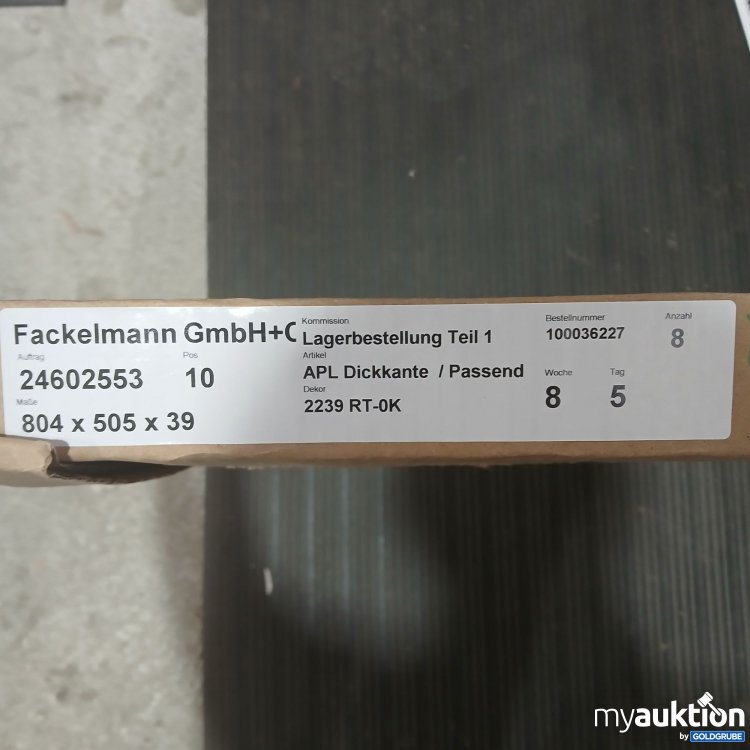 Fackelmann GmbH+C
Auftrag
Pos
24602553 10
Maße
804 x 505 x 39
Kommission
Lagerbestellung Teil 1
Artikel
APL Dickkante / Passend
Dekor
2239 RT-0K
Bestellnummer
100036227
Anzahl
8
Woche
8
Tag
5
myauktion
by GOLDGRUBE